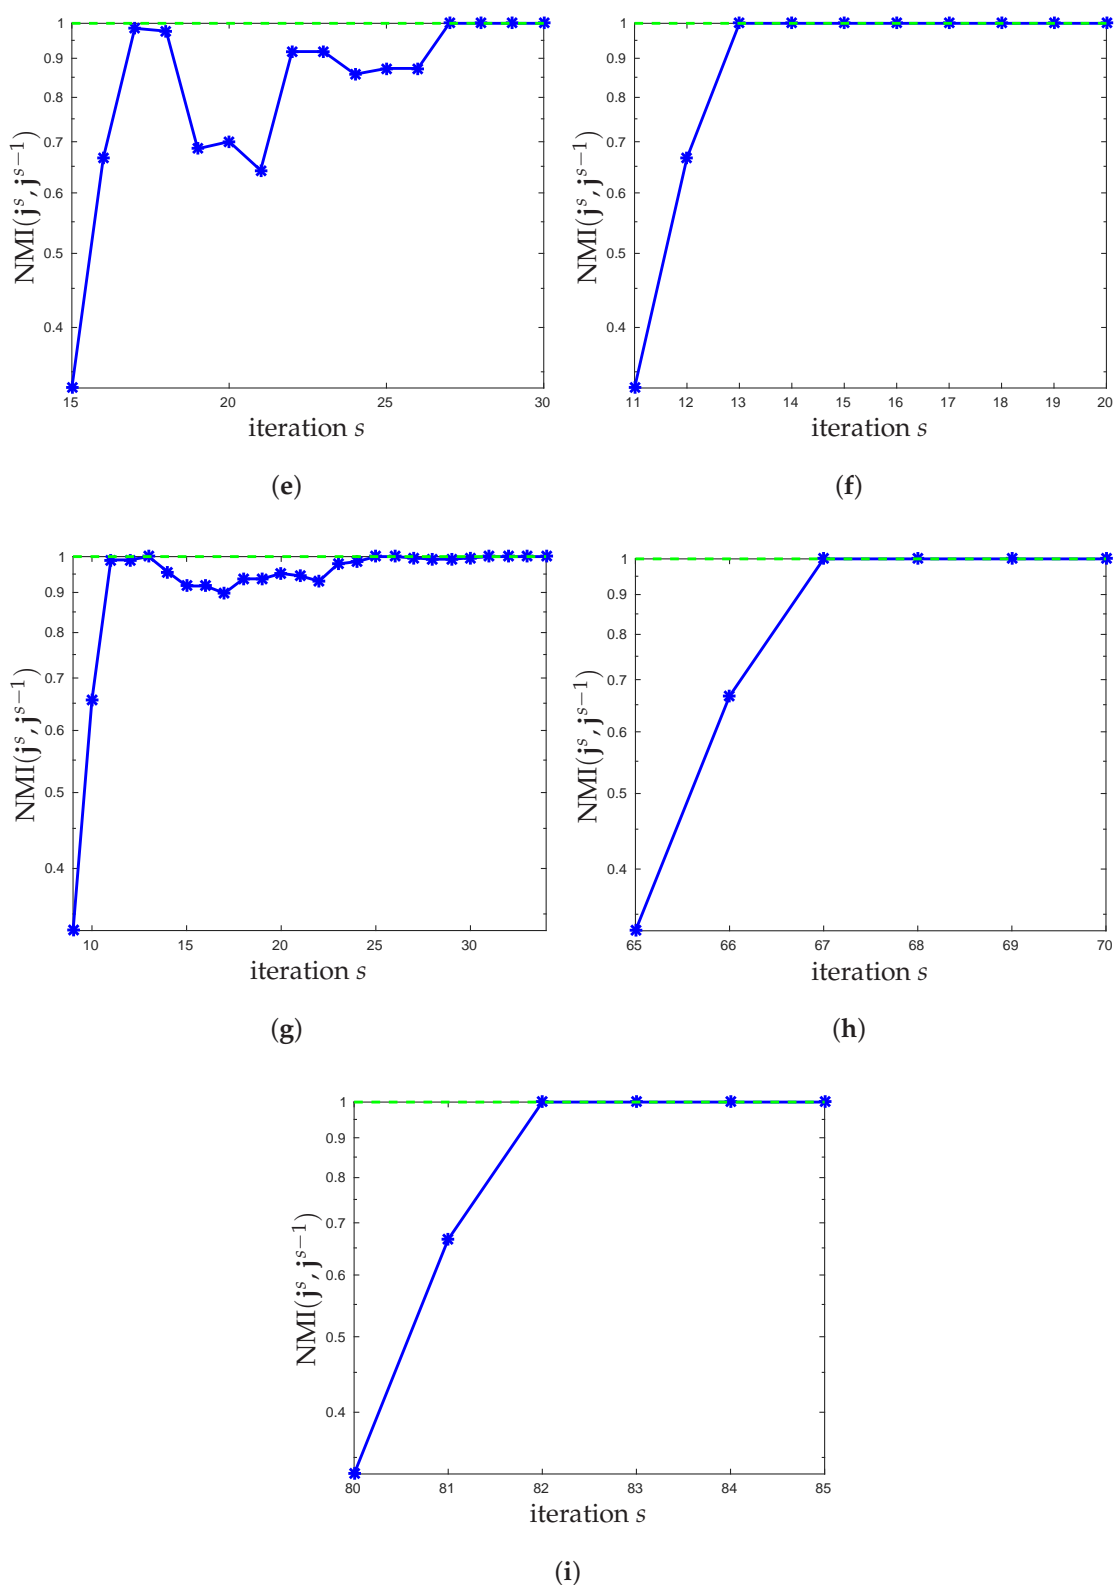 1
0.9
0.7
0.6
0.5
0.4
NMI(j^s, j^{s−1})
15 20 25 30
iteration s
(e)
1
0.9
0.8
0.7
0.6
0.5
0.4
NMI(j^s, j^{s−1})
11 12 13 14 15 16 17 18 19 20
iteration s
(f)
1
0.9
0.8
0.7
0.6
0.5
0.4
NMI(j^s, j^{s−1})
10 15 20 25 30
iteration s
(g)
1
0.9
0.8
0.7
0.6
0.5
0.4
NMI(j^s, j^{s−1})
65 66 67 68 69 70
iteration s
(h)
1
0.9
0.8
0.7
0.6
0.5
0.4
NMI(j^s, j^{s−1})
80 81 82 83 84 85
iteration s
(i)